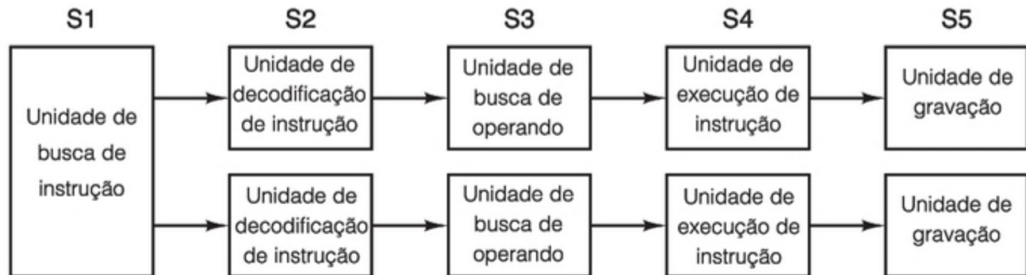 S1
S2
S3
S4
S5
Unidade de
busca de
instrução
Unidade de
decodificação
de instrução
Unidade de
busca de
operando
Unidade de
execução de
instrução
Unidade de
gravação
Unidade de
decodificação
de instrução
Unidade de
busca de
operando
Unidade de
execução de
instrução
Unidade de
gravação